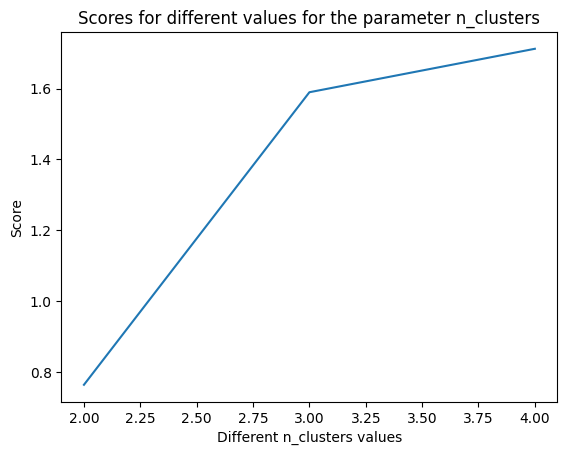 Scores for different values for the parameter n_clusters
Score
1.6
1.4
1.2
1.0
0.8
2.00 2.25 2.50 2.75 3.00 3.25 3.50 3.75 4.00
Different n_clusters values